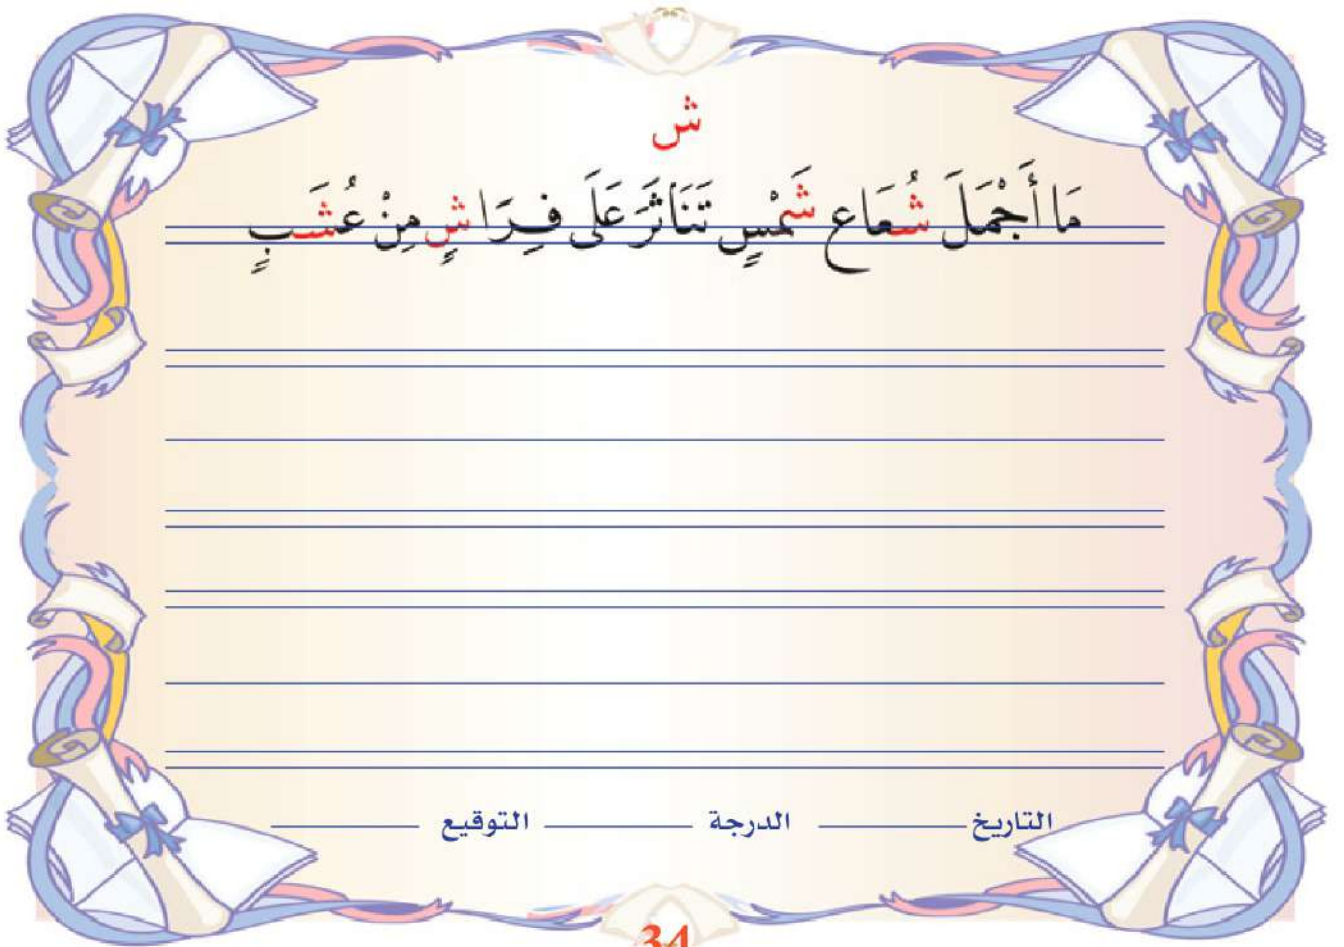 ش
مَا أَجْمَلَ شُعَاع شَمْسٍ تَنَاثَرَ عَلَى فِرَاشٍ مِنْ عُشَبٍ
التاريخ الدرجة التوقيع
34